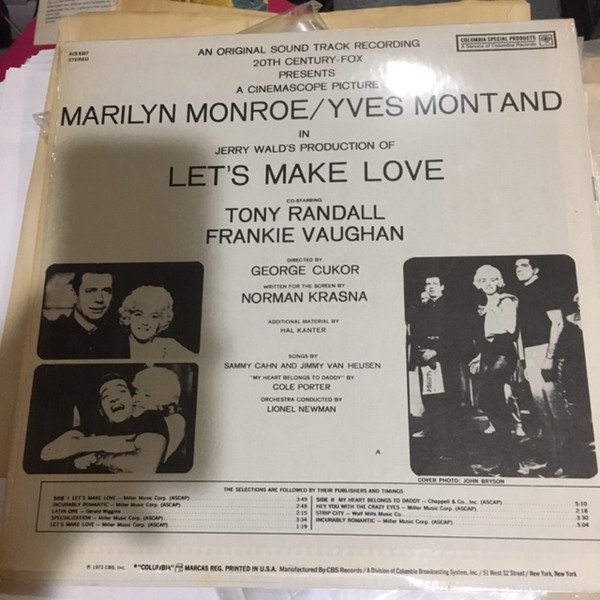 ACS 8327
STEREO
COLUMBIA SPECIAL PRODUCTS
A Service of Columbia Records
AN ORIGINAL SOUND TRACK RECORDING
20TH CENTURY-FOX
PRESENTS
A CINEMASCOPE PICTURE
MARILYN MONROE/YVES MONTAND
IN
JERRY WALD'S PRODUCTION OF
LET'S MAKE LOVE
CO-STARRING
TONY RANDALL
FRANKIE VAUGHAN
DIRECTED BY
GEORGE CUKOR
WRITTEN FOR THE SCREEN BY
NORMAN KRASNA
ADDITIONAL MATERIAL BY
HAL KANTER
SONGS BY
SAMMY CAHN AND JIMMY VAN HEUSEN
"MY HEART BELONGS TO DADDY" BY
COLE PORTER
ORCHESTRA CONDUCTED BY
LIONEL NEWMAN
A
VARIETY
COVER PHOTO: JOHN BRYSON
THE SELECTIONS ARE FOLLOWED BY THEIR PUBLISHERS AND TIMINGS
SIDE I LET'S MAKE LOVE — Miller Music Corp. (ASCAP) 3:49
INCURABLY ROMANTIC — Miller Music Corp. (ASCAP) 2:48
LATIN ONE — Gerald Wiggins 2:15
SPECIALIZATION — Miller Music Corp. (ASCAP) 3:34
LET'S MAKE LOVE — Miller Music Corp. (ASCAP) 1:19
SIDE II MY HEART BELONGS TO DADDY — Chappell & Co., Inc. (ASCAP) 5:10
HEY YOU WITH THE CRAZY EYES — Miller Music Corp. (ASCAP) 2:18
STRIP CITY — Wolf Mills Music Co. 3:30
INCURABLY ROMANTIC — Miller Music Corp. (ASCAP) 5:04
℗ 1973 CBS, Inc. ® "COLUMBIA" MARCAS REG. PRINTED IN U.S.A. Manufactured By CBS Records / A Division of Columbia Broadcasting System, Inc. / 51 West 52 Street / New York, New York